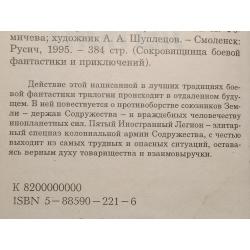 мичева; художник А. А. Шуплецов. – Смоленск:
Русич, 1995. – 384 стр. (Сокровищница боевой
фантастики и приключений).
Действие этой написанной в лучших традициях боевой
фантастики трилогии происходит в отдаленном буду-
щем. В ней повествуется о противоборстве союзников Зем-
ли – держав Содружества – и враждебных человечеству
инопланетных сил. Пятый Иностранный Легион – элитар-
ный спецназ колониальной армии Содружества, с честью
выходит из самых трудных и опасных ситуаций, остава-
ясь верным духу товарищества и взаимовыручки.
К 8200000000
ISBN 5–88590–221–6